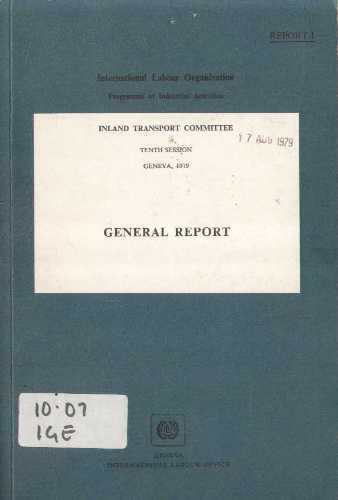 REPORT I
International Labour Organisation
Programme of Industrial Activities
INLAND TRANSPORT COMMITTEE
17 AUG 1979
TENTH SESSION
GENEVA, 1979
GENERAL REPORT
10.07
IGE
GENEVA
INTERNATIONAL LABOUR OFFICE